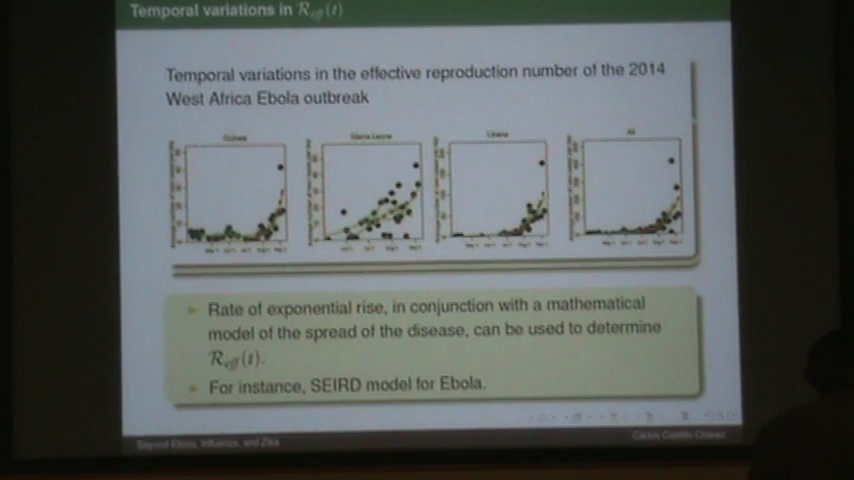 Temporal variations in R_eff(t)
Temporal variations in the effective reproduction number of the 2014
West Africa Ebola outbreak
Guinea Sierra Leone Liberia All
Rate of exponential rise, in conjunction with a mathematical
model of the spread of the disease, can be used to determine
R_eff(t).
For instance, SEIRD model for Ebola.
Beyond Ebola, Influenza, and Zika
Carlos Castillo-Chavez